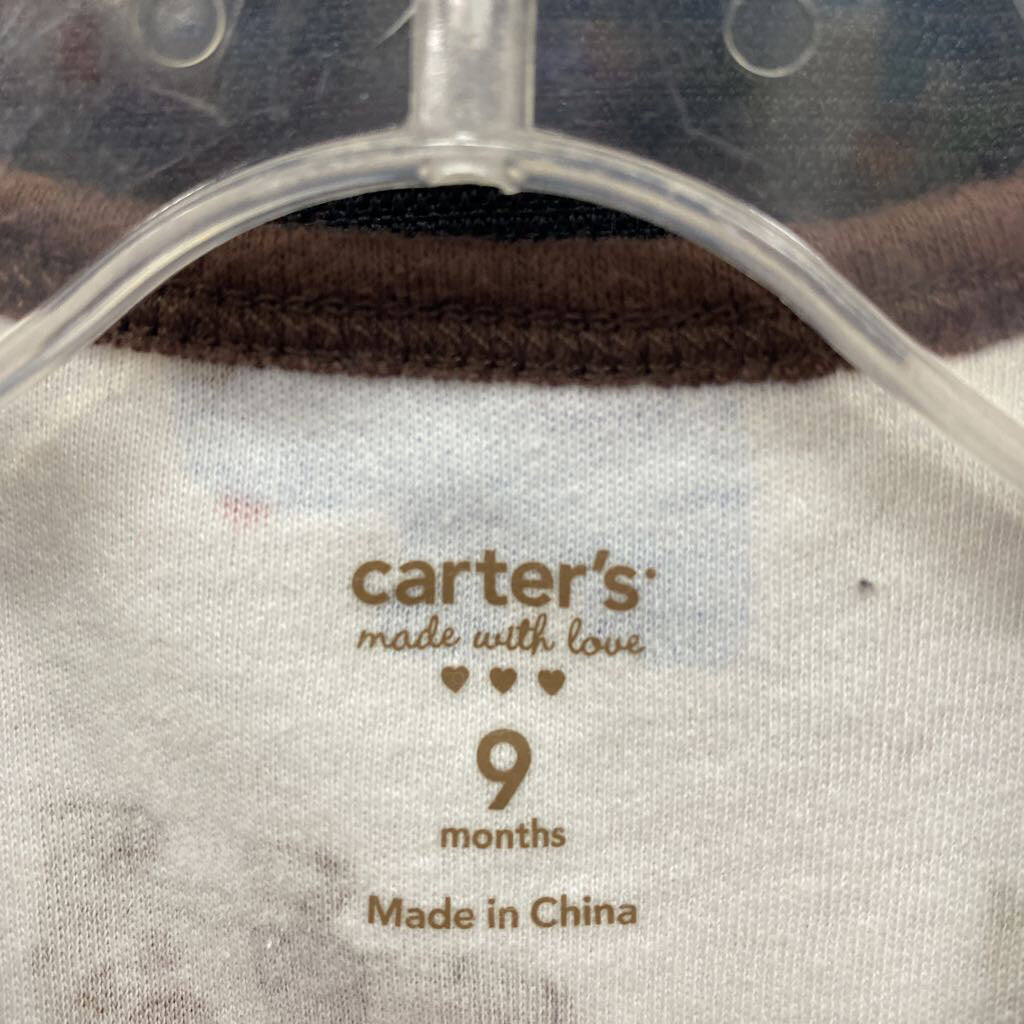 carter's
made with love
9
months
Made in China